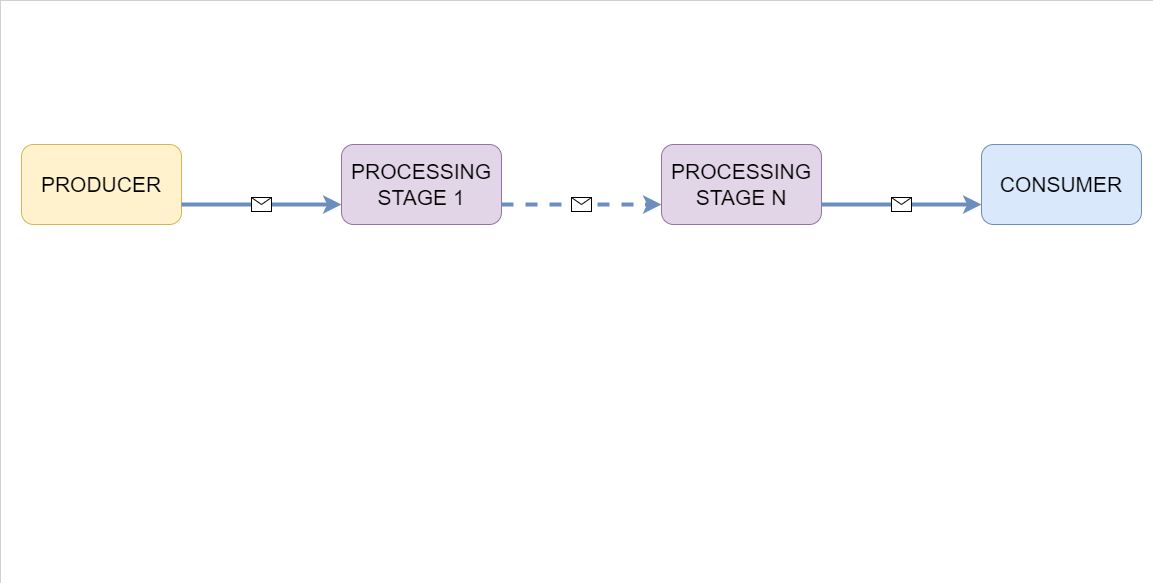 PRODUCER
PROCESSING
STAGE 1
PROCESSING
STAGE N
CONSUMER